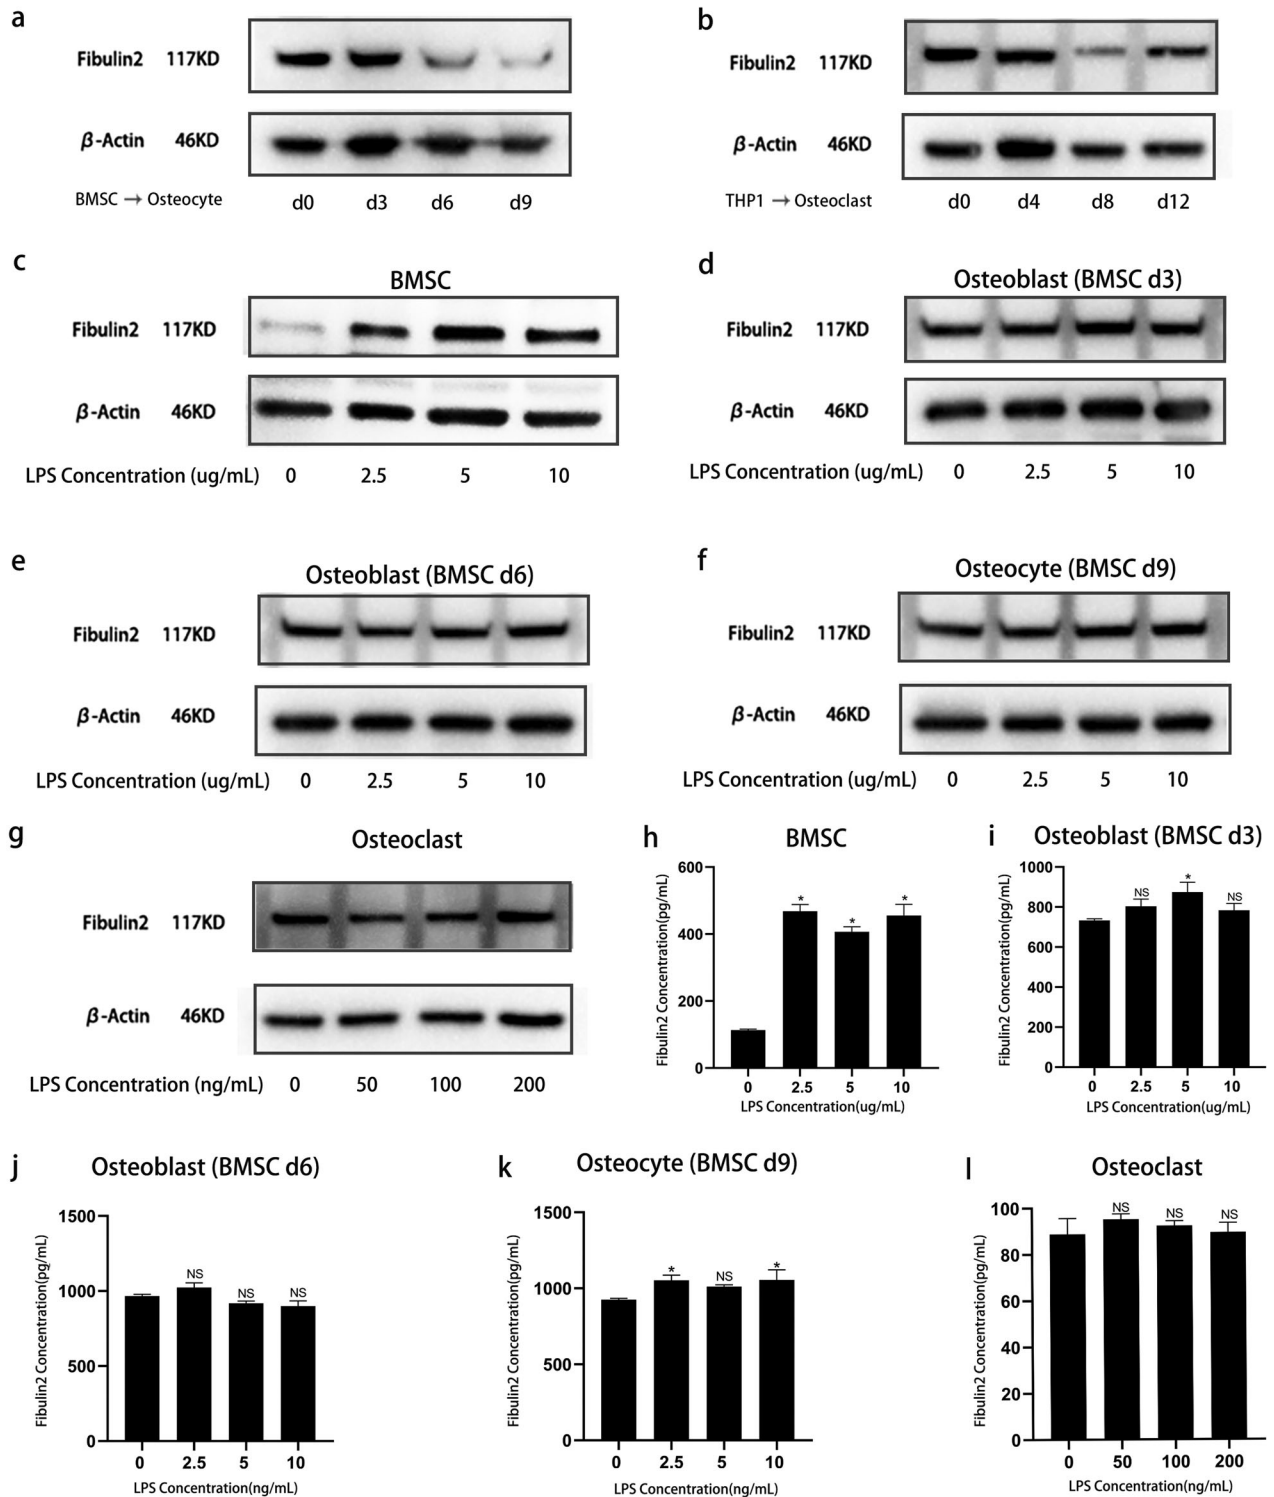 a
Fibulin2 117KD
β-Actin 46KD
BMSC → Osteocyte d0 d3 d6 d9
b
Fibulin2 117KD
β-Actin 46KD
THP1 → Osteoclast d0 d4 d8 d12
c
BMSC
Fibulin2 117KD
β-Actin 46KD
LPS Concentration (ug/mL) 0 2.5 5 10
d
Osteoblast (BMSC d3)
Fibulin2 117KD
β-Actin 46KD
LPS Concentration (ug/mL) 0 2.5 5 10
e
Osteoblast (BMSC d6)
Fibulin2 117KD
β-Actin 46KD
LPS Concentration (ug/mL) 0 2.5 5 10
f
Osteocyte (BMSC d9)
Fibulin2 117KD
β-Actin 46KD
LPS Concentration (ug/mL) 0 2.5 5 10
g
Osteoclast
Fibulin2 117KD
β-Actin 46KD
LPS Concentration (ng/mL) 0 50 100 200
h
BMSC
Fibulin2 Concentration(pg/mL)
600
400
200
0
* * *
0 2.5 5 10
LPS Concentration(ug/mL)
i
Osteoblast (BMSC d3)
Fibulin2 Concentration(pg/mL)
1000
800
600
400
200
0
NS * NS
0 2.5 5 10
LPS Concentration(ug/mL)
j
Osteoblast (BMSC d6)
Fibulin2 Concentration(pg/mL)
1500
1000
500
0
NS NS NS
0 2.5 5 10
LPS Concentration(ng/mL)
k
Osteocyte (BMSC d9)
Fibulin2 Concentration(pg/mL)
1500
1000
500
0
* NS *
0 2.5 5 10
LPS Concentration(ng/mL)
l
Osteoclast
Fibulin2 Concentration(pg/mL)
100
80
60
40
20
0
NS NS NS
0 50 100 200
LPS Concentration(ng/mL)